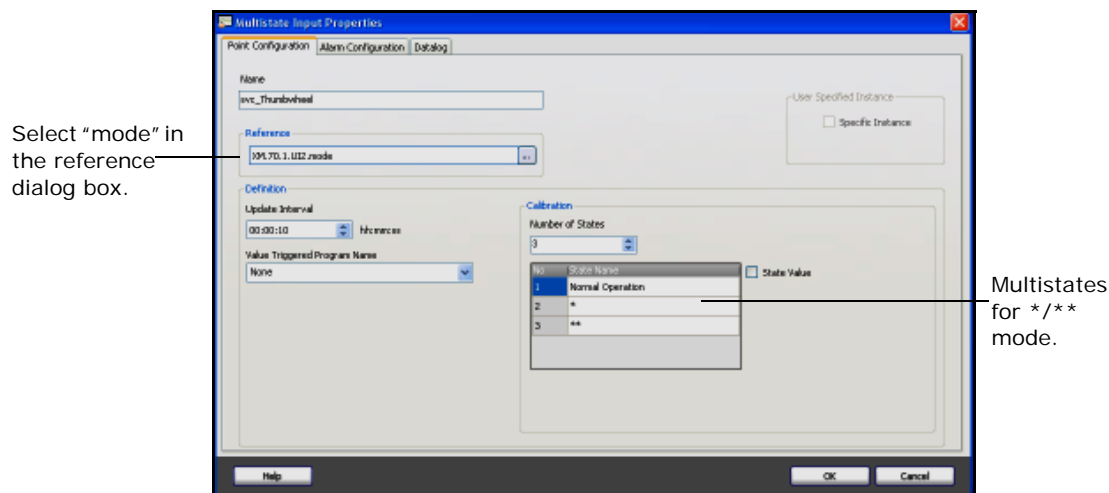 Multistate Input Properties
Point Configuration
Alarm Configuration
Datalog
Name
svc_Thumbwheel
User Specified Instance
Specific Instance
Reference
XM.70.1.UI2.mode
...
Definition
Update Interval
00:00:10
hh:mm:ss
Value Triggered Program Name
None
Calibration
Number of States
3
No State Name
1 Normal Operation
2 *
3 **
State Value
Help
OK
Cancel
Select "mode" in
the reference
dialog box.
Multistates
for */**
mode.